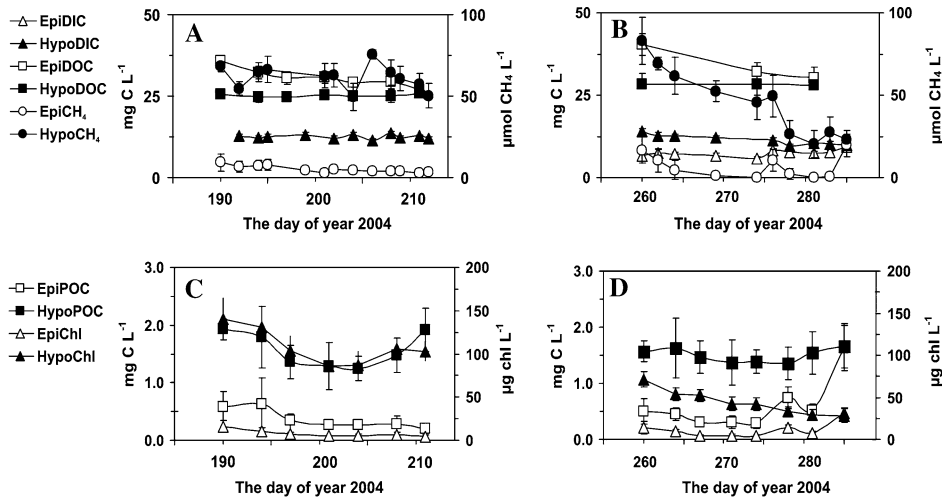 EpiDIC
HypoDIC
EpiDOC
HypoDOC
EpiCH₄
HypoCH₄
A
50
25
0
mg C L⁻¹
100
50
0
µmol CH₄ L⁻¹
190 200 210
The day of year 2004
B
50
25
0
mg C L⁻¹
100
50
0
µmol CH₄ L⁻¹
260 270 280
The day of year 2004
EpiPOC
HypoPOC
EpiChl
HypoChl
C
3.0
2.0
1.0
0.0
mg C L⁻¹
200
150
100
50
0
µg chl L⁻¹
190 200 210
The day of year 2004
D
3.0
2.0
1.0
0.0
mg C L⁻¹
200
150
100
50
0
µg chl L⁻¹
260 270 280
The day of year 2004